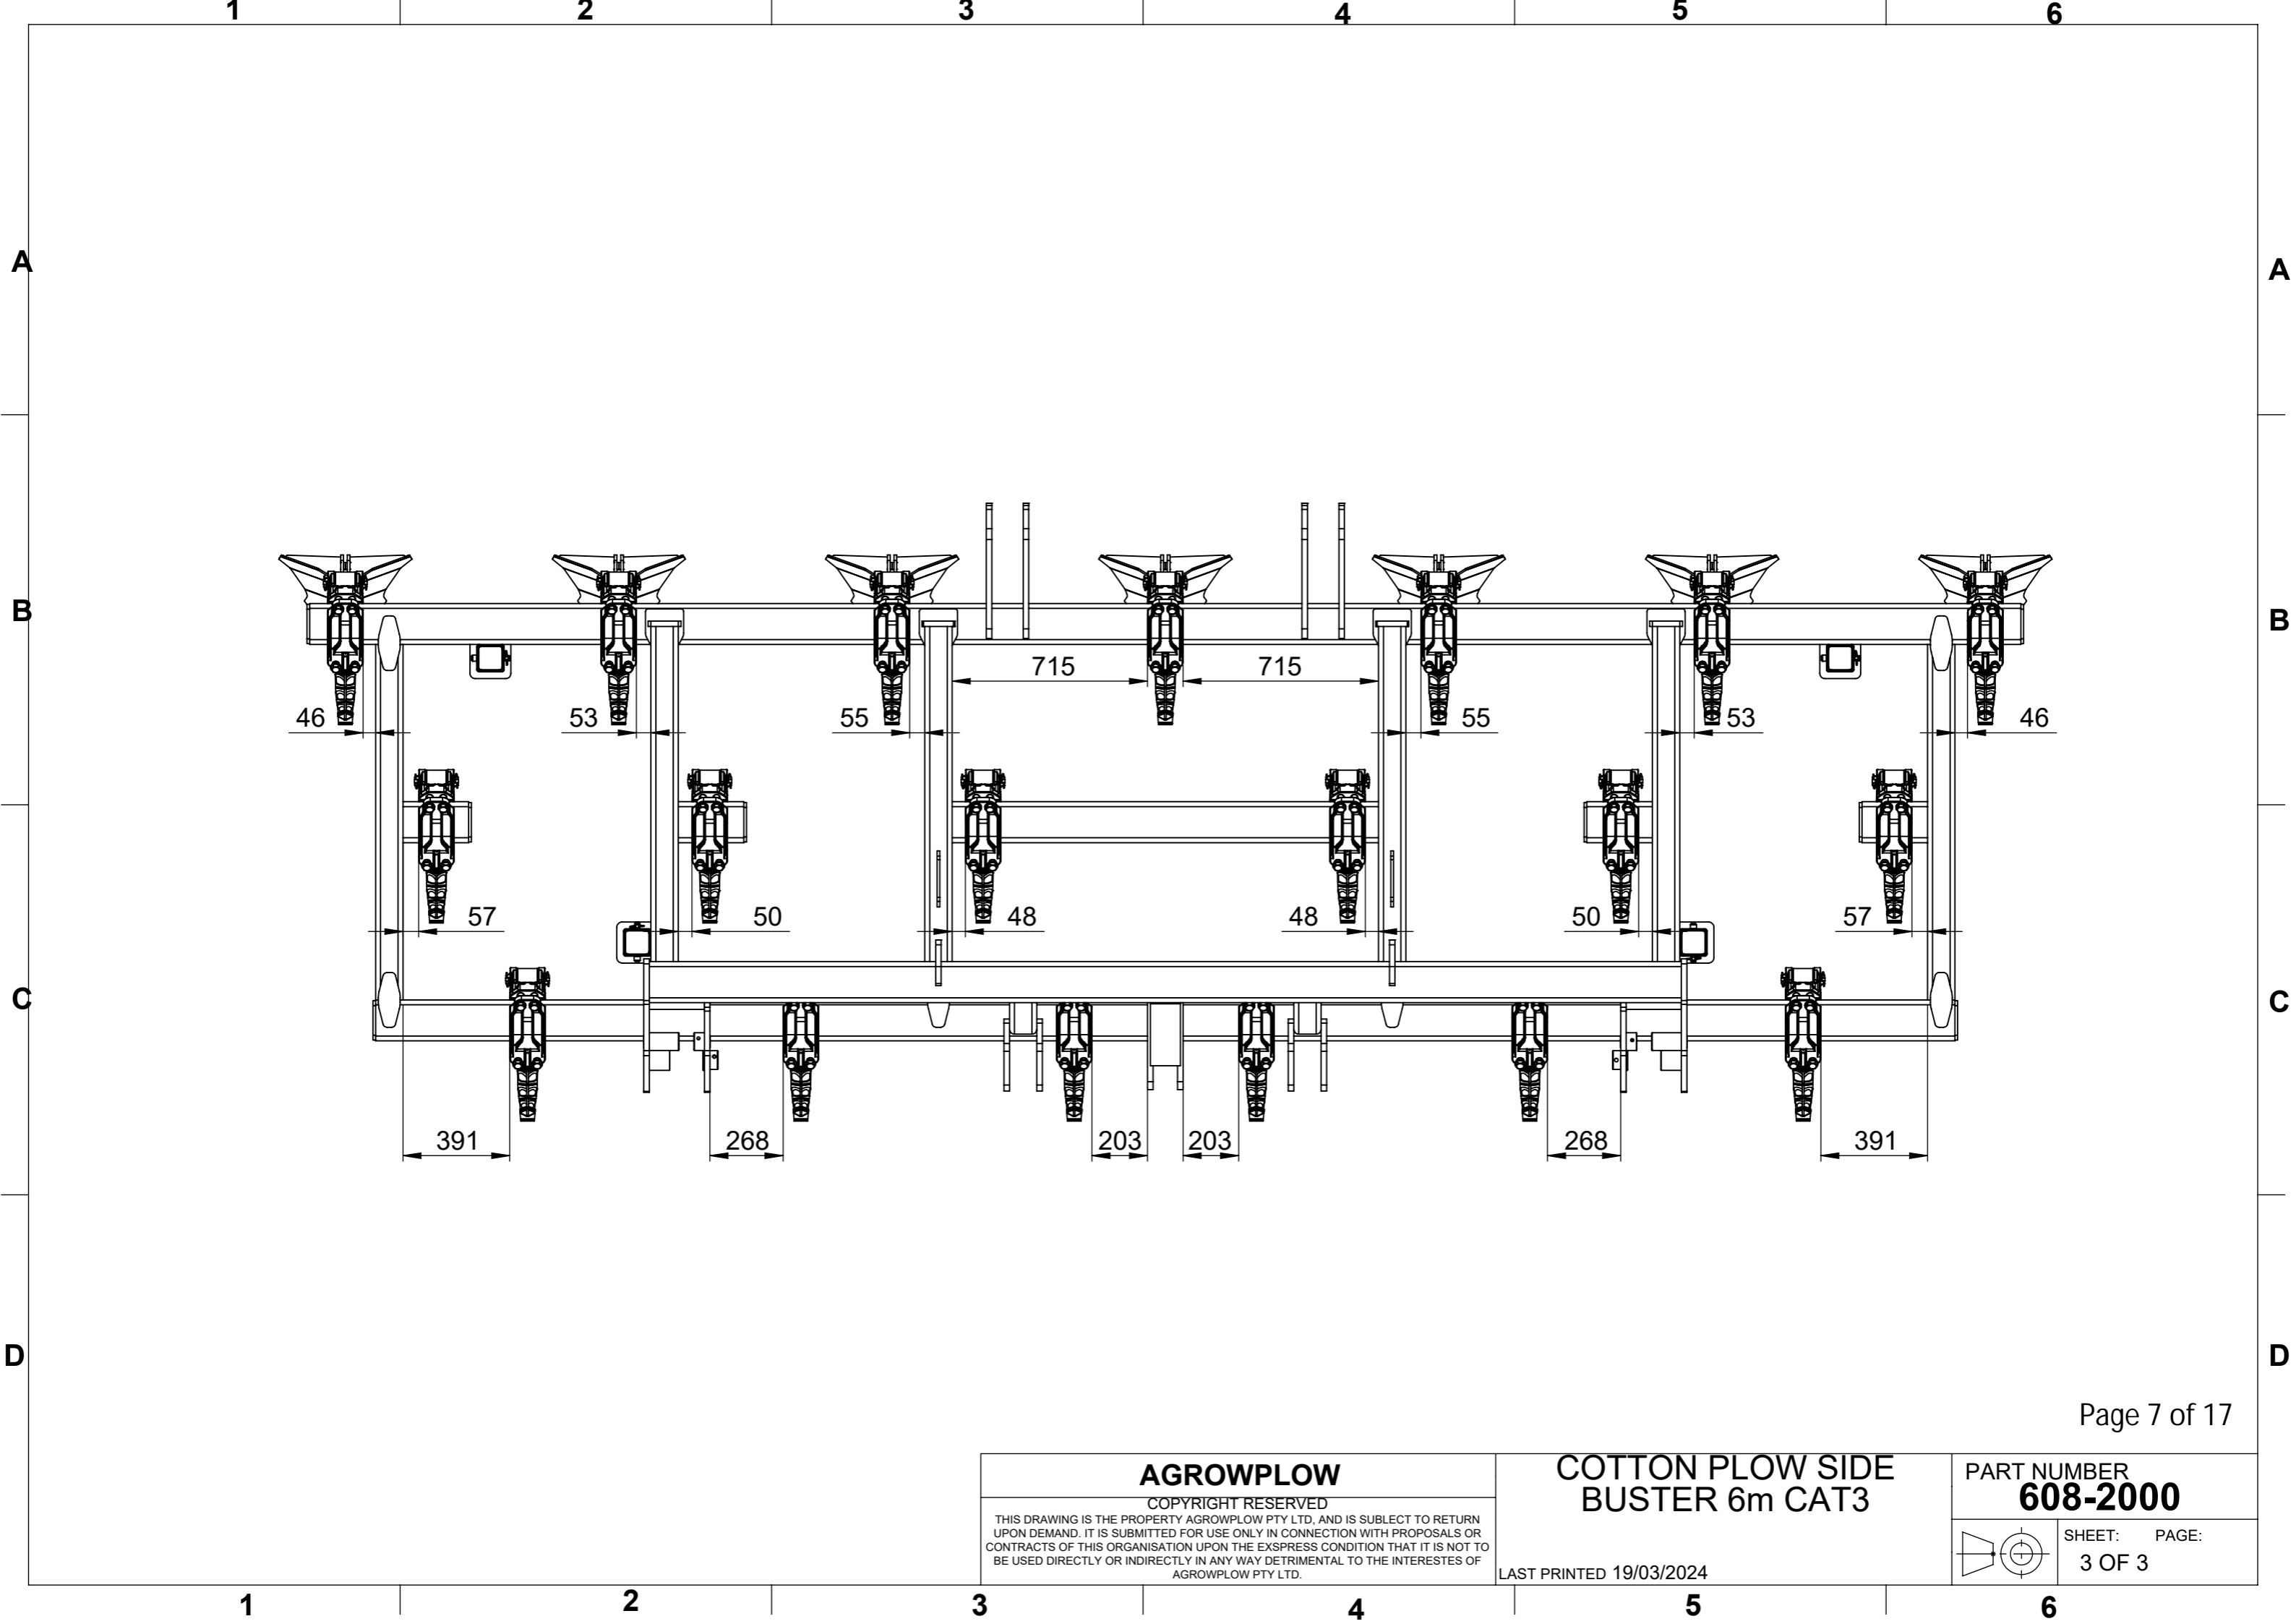 1 2 3 4 5 6
A A
B B
715 715
46 53 55 55 53 46
57 50 48 48 50 57
C C
391 268 203 203 268 391
D D
Page 7 of 17
AGROWPLOW
COPYRIGHT RESERVED
THIS DRAWING IS THE PROPERTY AGROWPLOW PTY LTD, AND IS SUBLECT TO RETURN
UPON DEMAND. IT IS SUBMITTED FOR USE ONLY IN CONNECTION WITH PROPOSALS OR
CONTRACTS OF THIS ORGANISATION UPON THE EXSPRESS CONDITION THAT IT IS NOT TO
BE USED DIRECTLY OR INDIRECTLY IN ANY WAY DETRIMENTAL TO THE INTERESTES OF
AGROWPLOW PTY LTD.
COTTON PLOW SIDE
BUSTER 6m CAT3
LAST PRINTED 19/03/2024
PART NUMBER
608-2000
SHEET: PAGE:
3 OF 3
1 2 3 4 5 6